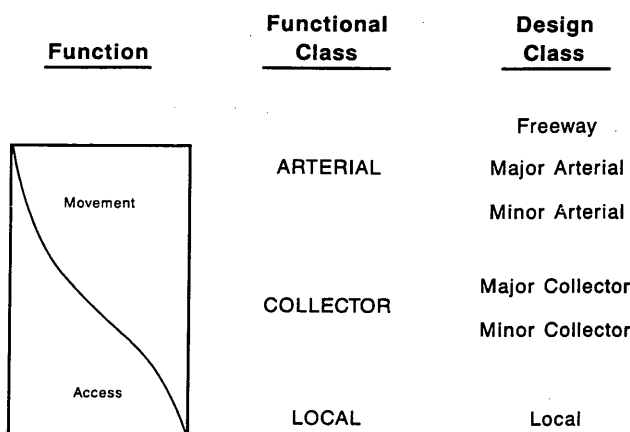 Function
Functional
Class
Design
Class
Movement
Access
ARTERIAL
COLLECTOR
LOCAL
Freeway
Major Arterial
Minor Arterial
Major Collector
Minor Collector
Local